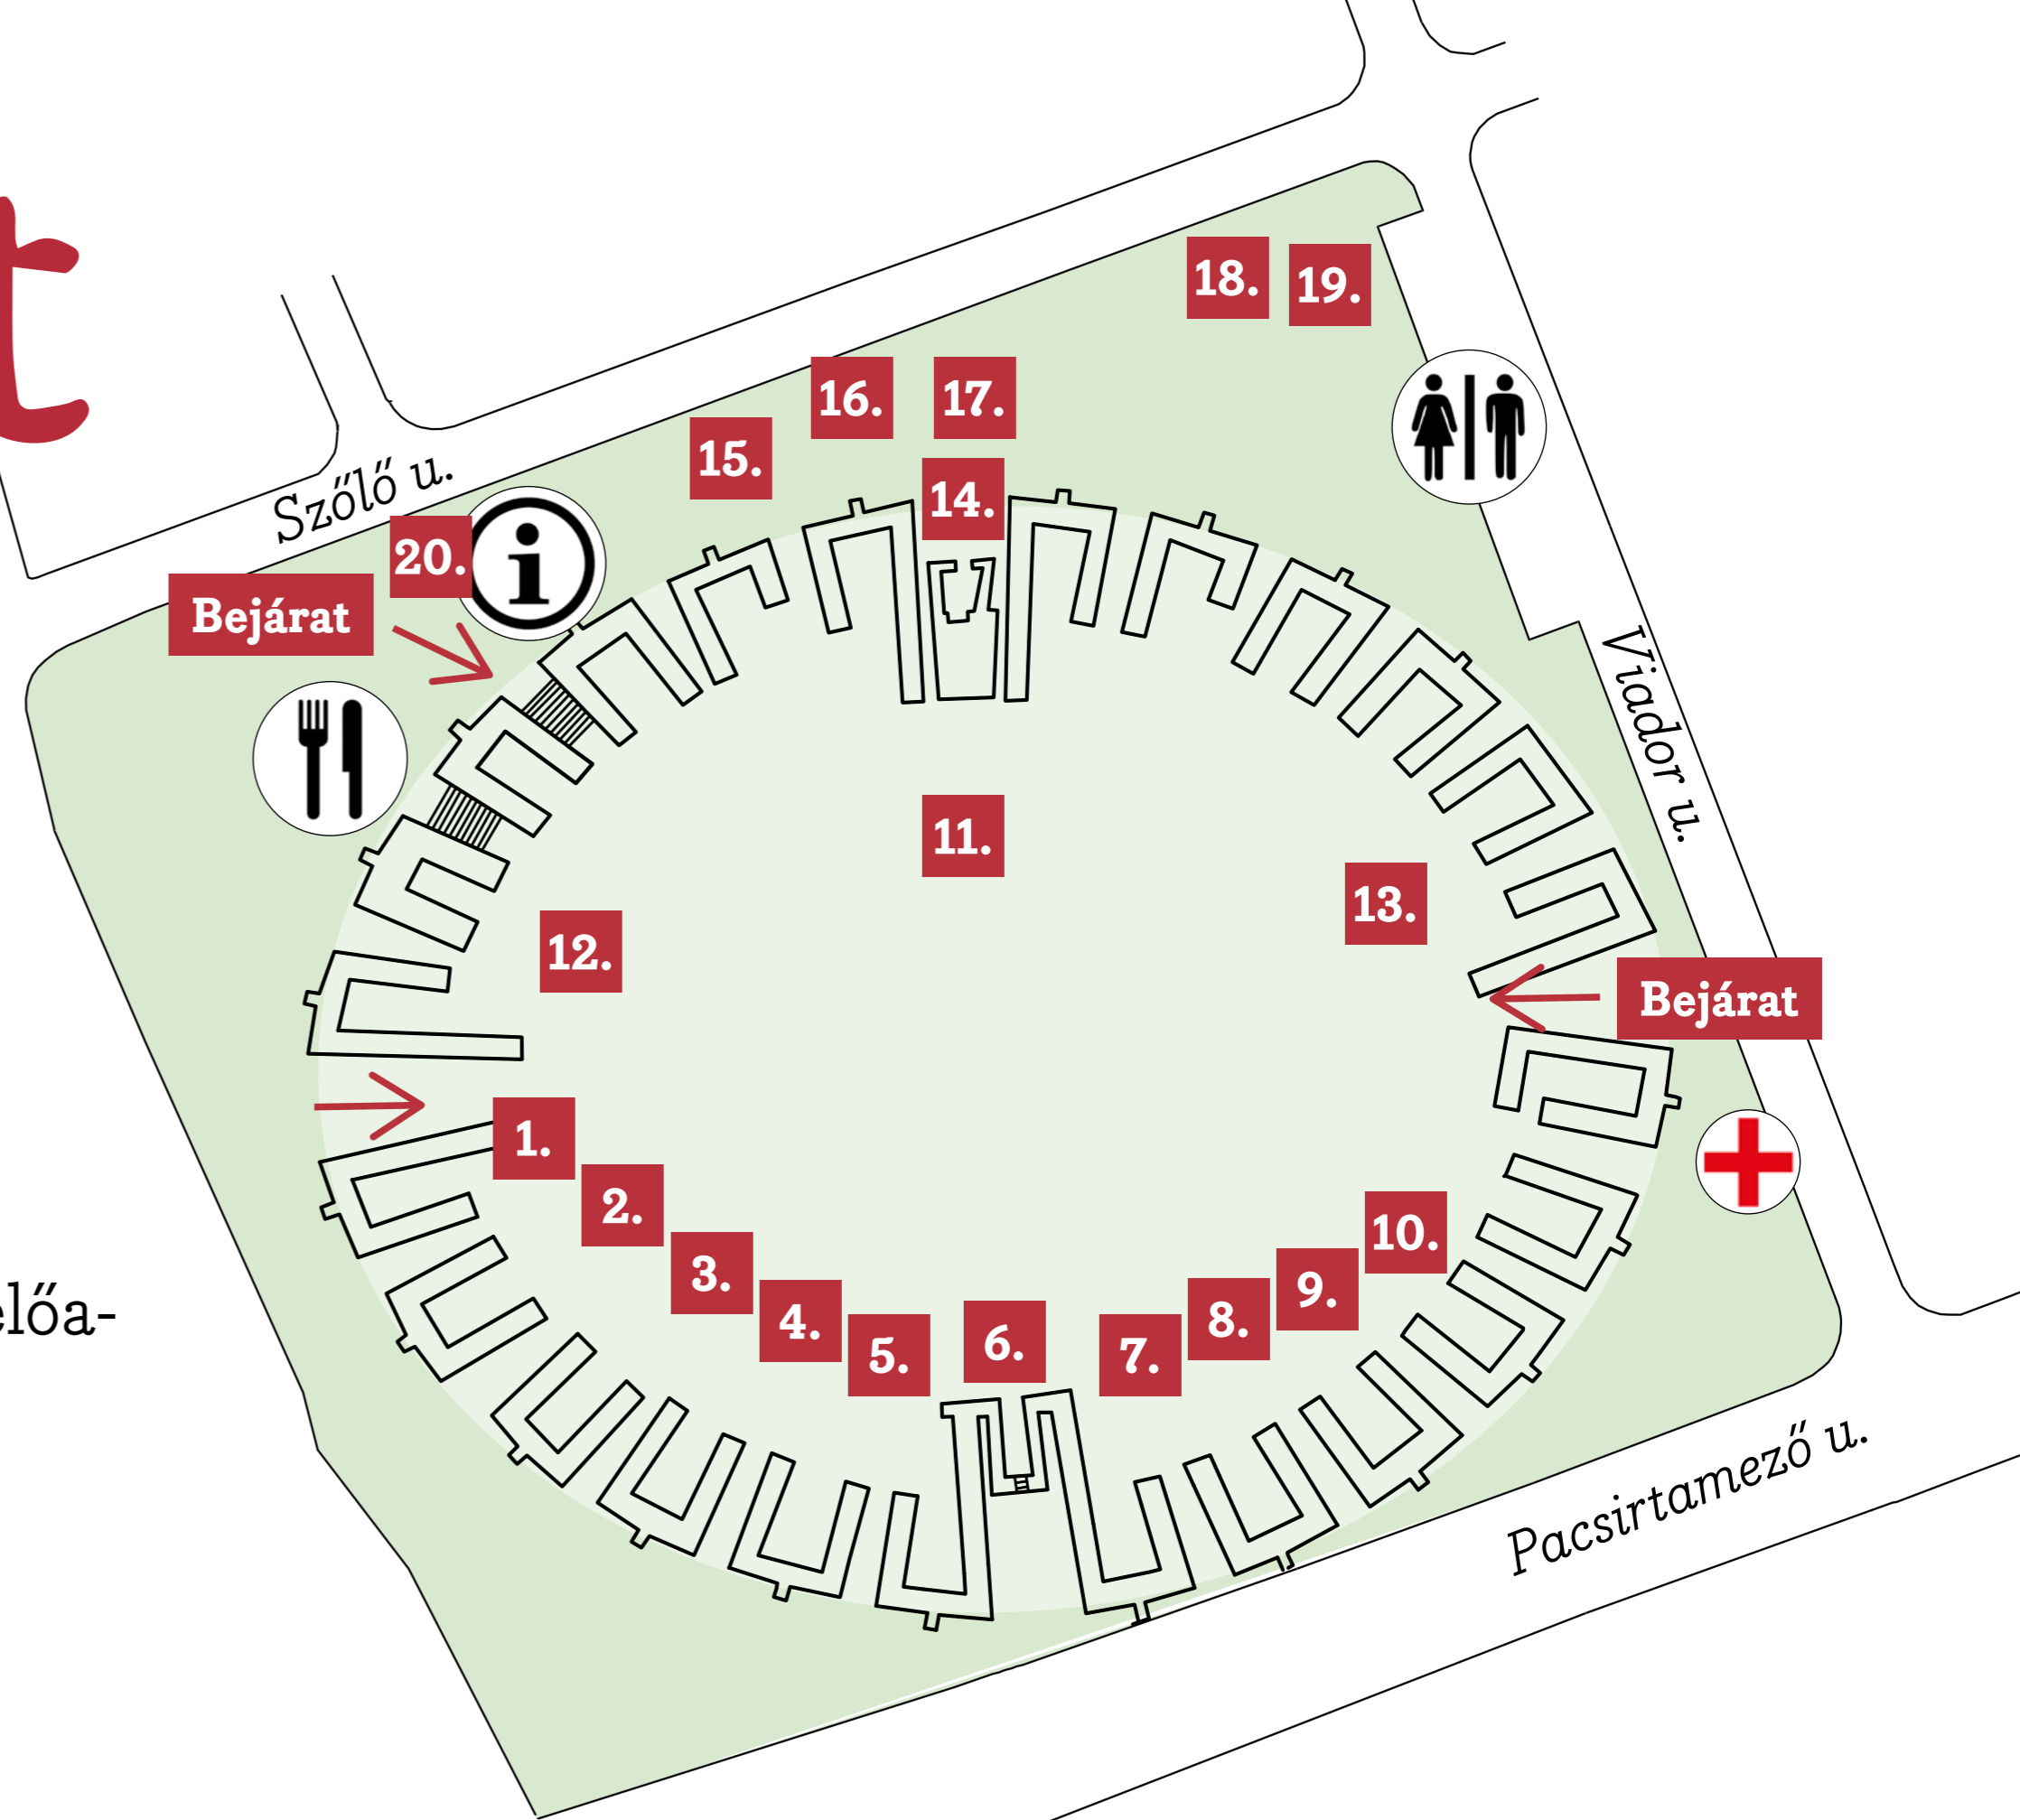 t
18.
19.
16.
17.
15.
14.
Szőlő u.
20.
i
Bejárat
Viador u.
11.
13.
12.
Bejárat
1.
2.
3.
10.
4.
9.
8.
5.
6.
7.
előa-
Pacsirtamező u.